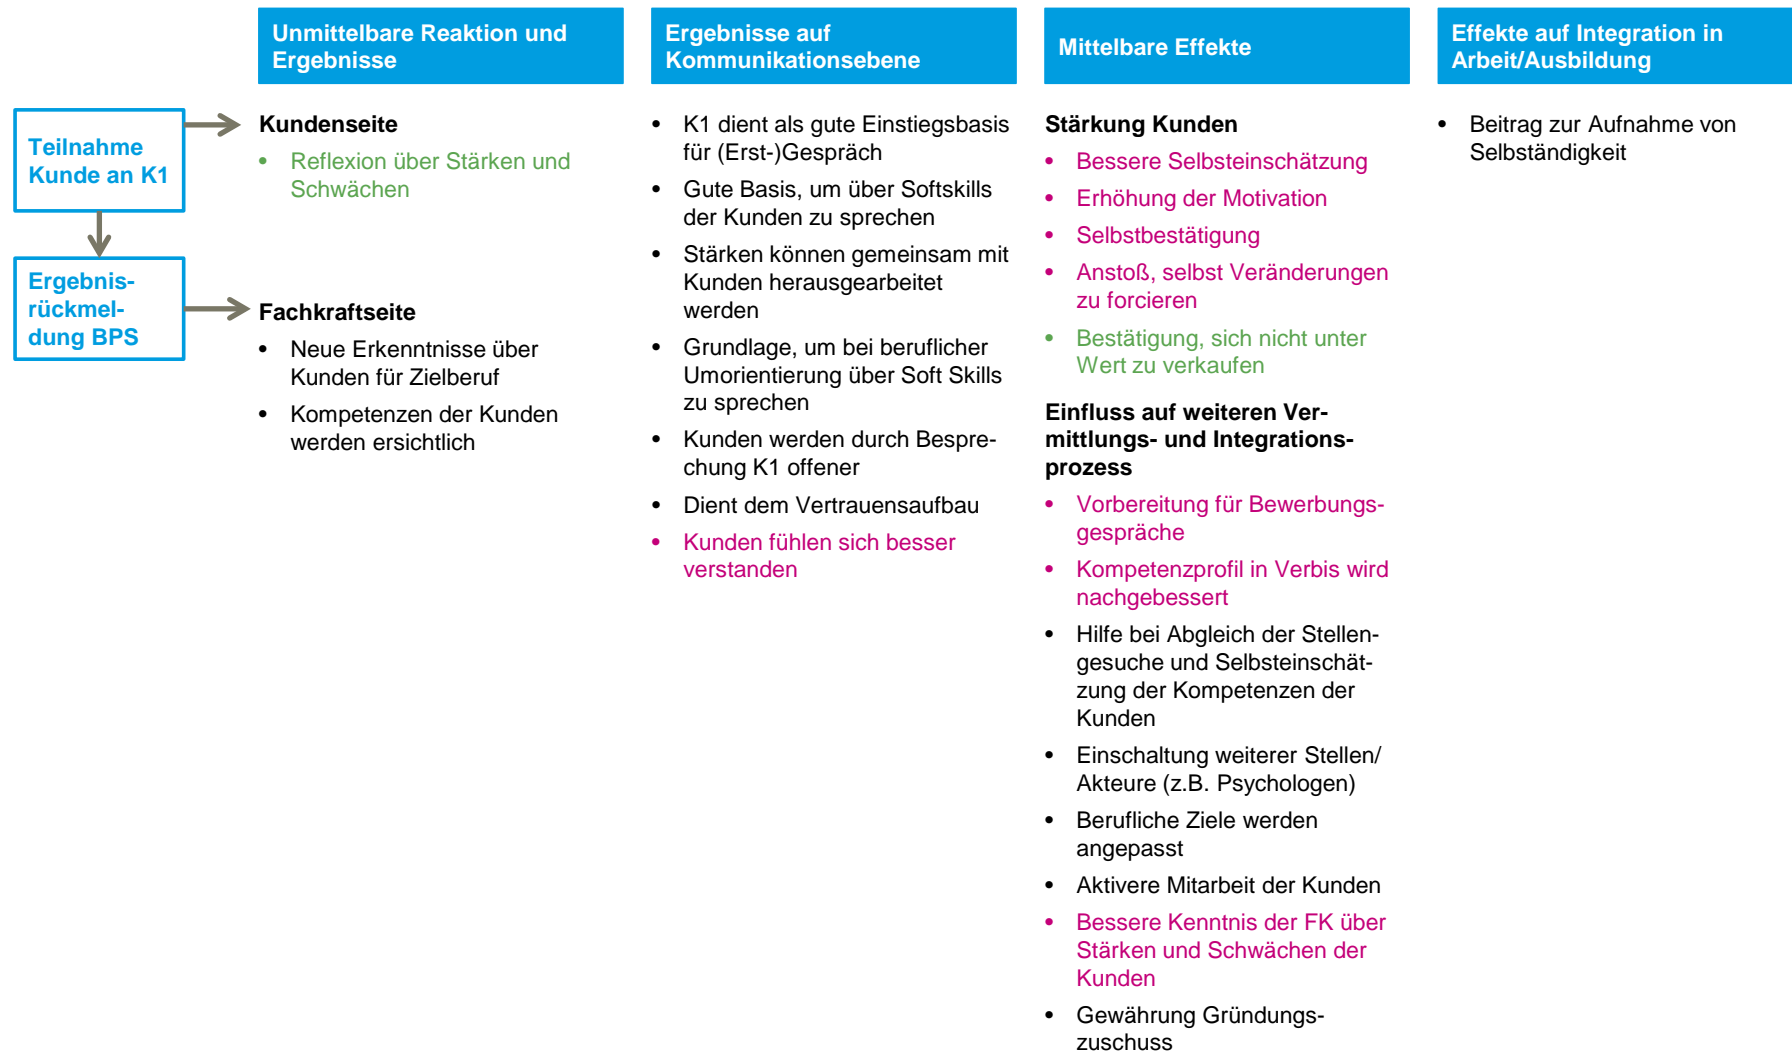 Unmittelbare Reaktion und
Ergebnisse
Ergebnisse auf
Kommunikationsebene
Mittelbare Effekte
Effekte auf Integration in
Arbeit/Ausbildung
Teilnahme
Kunde an K1
Ergebnis-
rückmel-
dung BPS
Kundenseite
• Reflexion über Stärken und
Schwächen
Fachkraftseite
• Neue Erkenntnisse über
Kunden für Zielberuf
• Kompetenzen der Kunden
werden ersichtlich
• K1 dient als gute Einstiegsbasis
für (Erst-)Gespräch
• Gute Basis, um über Softskills
der Kunden zu sprechen
• Stärken können gemeinsam mit
Kunden herausgearbeitet
werden
• Grundlage, um bei beruflicher
Umorientierung über Soft Skills
zu sprechen
• Kunden werden durch Bespre-
chung K1 offener
• Dient dem Vertrauensaufbau
• Kunden fühlen sich besser
verstanden
Stärkung Kunden
• Bessere Selbsteinschätzung
• Erhöhung der Motivation
• Selbstbestätigung
• Anstoß, selbst Veränderungen
zu forcieren
• Bestätigung, sich nicht unter
Wert zu verkaufen
Einfluss auf weiteren Ver-
mittlungs- und Integrations-
prozess
• Vorbereitung für Bewerbungs-
gespräche
• Kompetenzprofil in Verbis wird
nachgebessert
• Hilfe bei Abgleich der Stellen-
gesuche und Selbsteinschät-
zung der Kompetenzen der
Kunden
• Einschaltung weiterer Stellen/
Akteure (z.B. Psychologen)
• Berufliche Ziele werden
angepasst
• Aktivere Mitarbeit der Kunden
• Bessere Kenntnis der FK über
Stärken und Schwächen der
Kunden
• Gewährung Gründungs-
zuschuss
• Beitrag zur Aufnahme von
Selbständigkeit